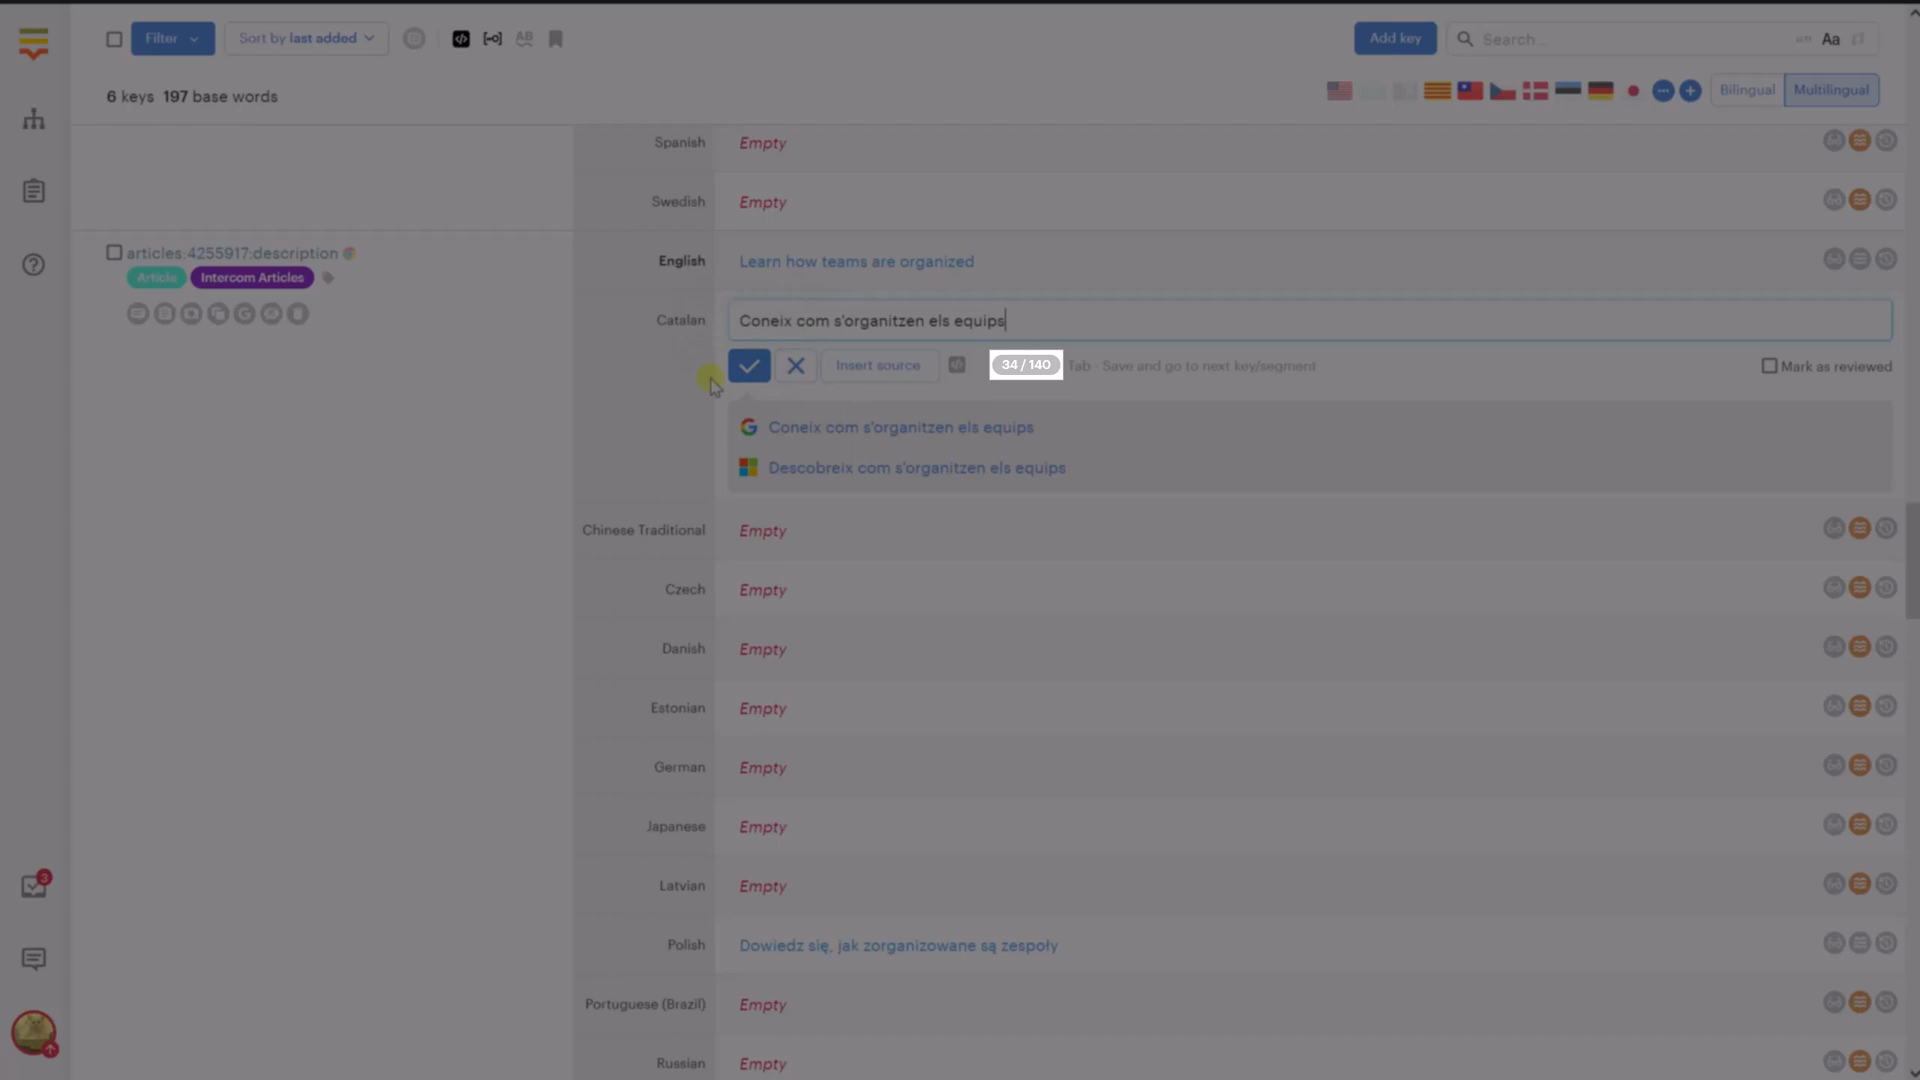 Filter
Sort by last added
Add key
Search...
Aa
6 keys 197 base words
Bilingual
Multilingual
Spanish
Empty
Swedish
Empty
articles:4255917:description
Article
Intercom Articles
English
Learn how teams are organized
Catalan
Coneix com s'organitzen els equips
Insert source
34 / 140
Tab - Save and go to next key/segment
Mark as reviewed
Coneix com s'organitzen els equips
Descobreix com s'organitzen els equips
Chinese Traditional
Empty
Czech
Empty
Danish
Empty
Estonian
Empty
German
Empty
Japanese
Empty
Latvian
Empty
Polish
Dowiedz się, jak zorganizowane są zespoły
Portuguese (Brazil)
Empty
Russian
Empty
3